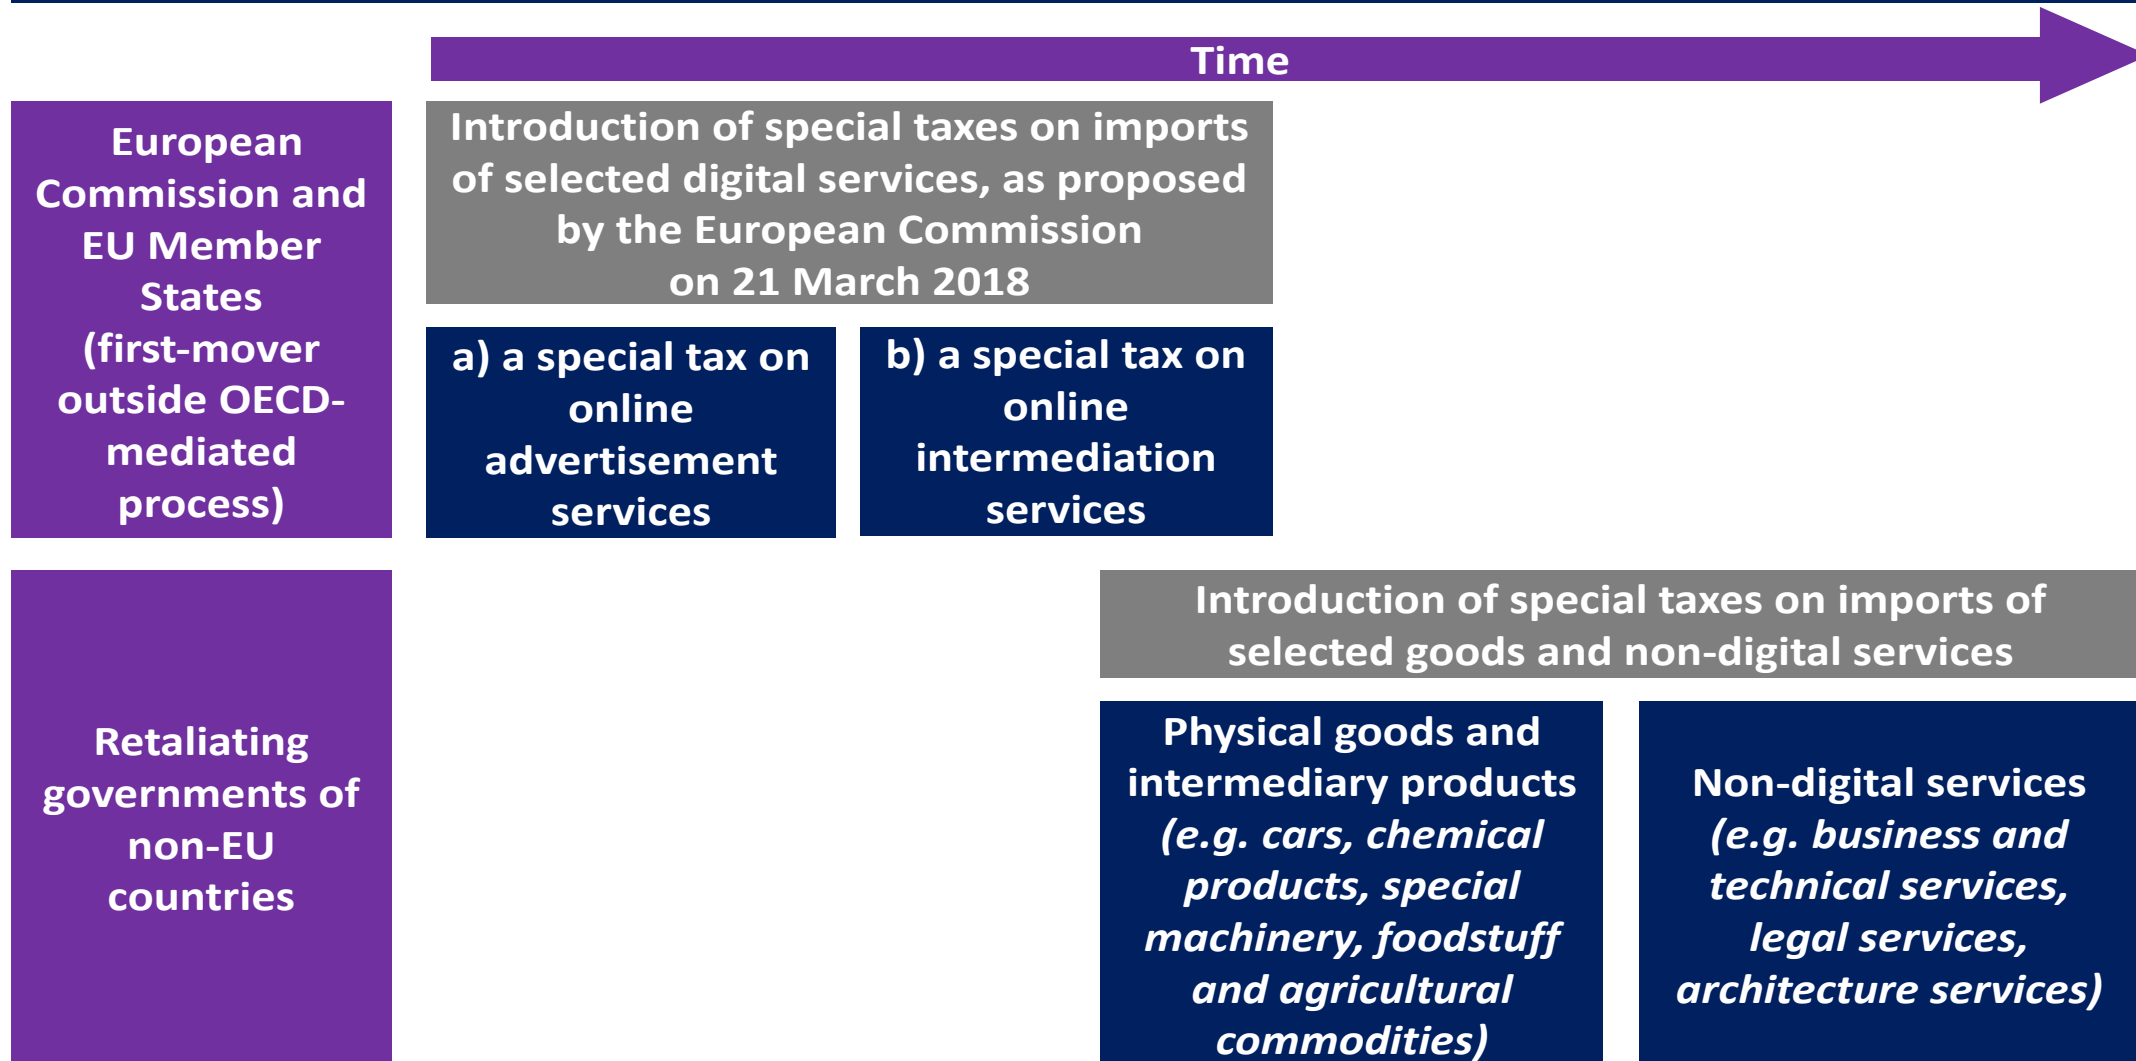 Time
European
Commission and
EU Member
States
(first-mover
outside OECD-
mediated
process)
Introduction of special taxes on imports
of selected digital services, as proposed
by the European Commission
on 21 March 2018
a) a special tax on
online
advertisement
services
b) a special tax on
online
intermediation
services
Retaliating
governments of
non-EU
countries
Introduction of special taxes on imports of
selected goods and non-digital services
Physical goods and
intermediary products
(e.g. cars, chemical
products, special
machinery, foodstuff
and agricultural
commodities)
Non-digital services
(e.g. business and
technical services,
legal services,
architecture services)